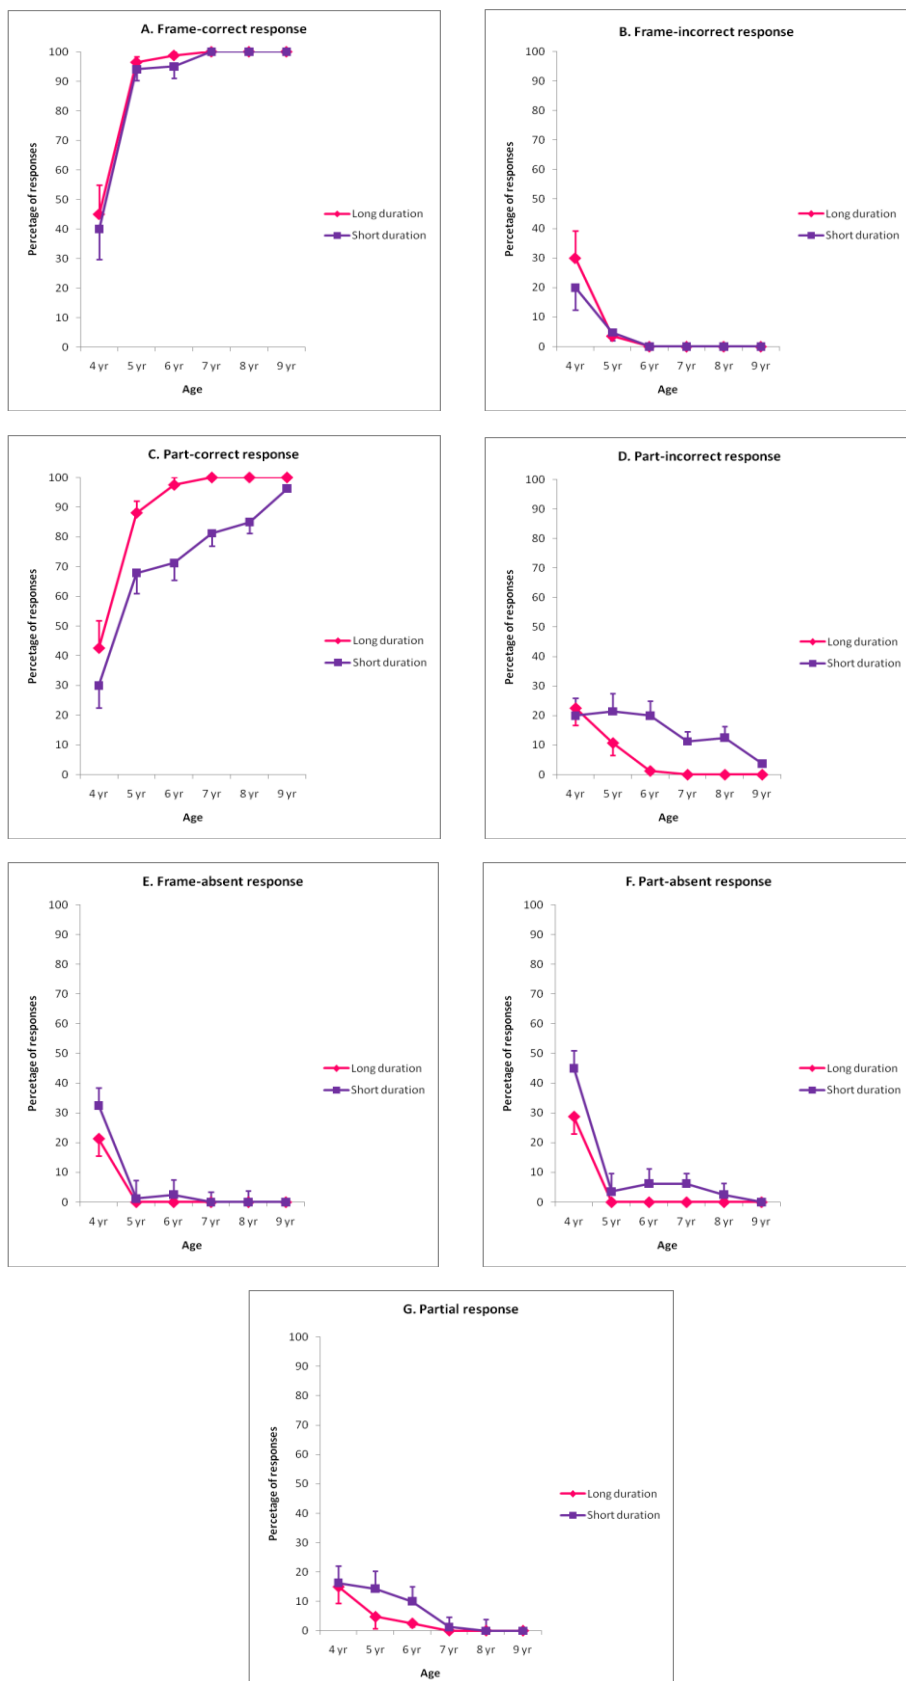 A. Frame-correct response
100
90
80
70
60
50
40
30
20
10
0
Percetage of responses
4 yr 5 yr 6 yr 7 yr 8 yr 9 yr
Age
Long duration
Short duration
B. Frame-incorrect response
100
90
80
70
60
50
40
30
20
10
0
Percetage of responses
4 yr 5 yr 6 yr 7 yr 8 yr 9 yr
Age
Long duration
Short duration
C. Part-correct response
100
90
80
70
60
50
40
30
20
10
0
Percetage of responses
4 yr 5 yr 6 yr 7 yr 8 yr 9 yr
Age
Long duration
Short duration
D. Part-incorrect response
100
90
80
70
60
50
40
30
20
10
0
Percetage of responses
4 yr 5 yr 6 yr 7 yr 8 yr 9 yr
Age
Long duration
Short duration
E. Frame-absent response
100
90
80
70
60
50
40
30
20
10
0
Percetage of responses
4 yr 5 yr 6 yr 7 yr 8 yr 9 yr
Age
Long duration
Short duration
F. Part-absent response
100
90
80
70
60
50
40
30
20
10
0
Percetage of responses
4 yr 5 yr 6 yr 7 yr 8 yr 9 yr
Age
Long duration
Short duration
G. Partial response
100
90
80
70
60
50
40
30
20
10
0
Percetage of responses
4 yr 5 yr 6 yr 7 yr 8 yr 9 yr
Age
Long duration
Short duration